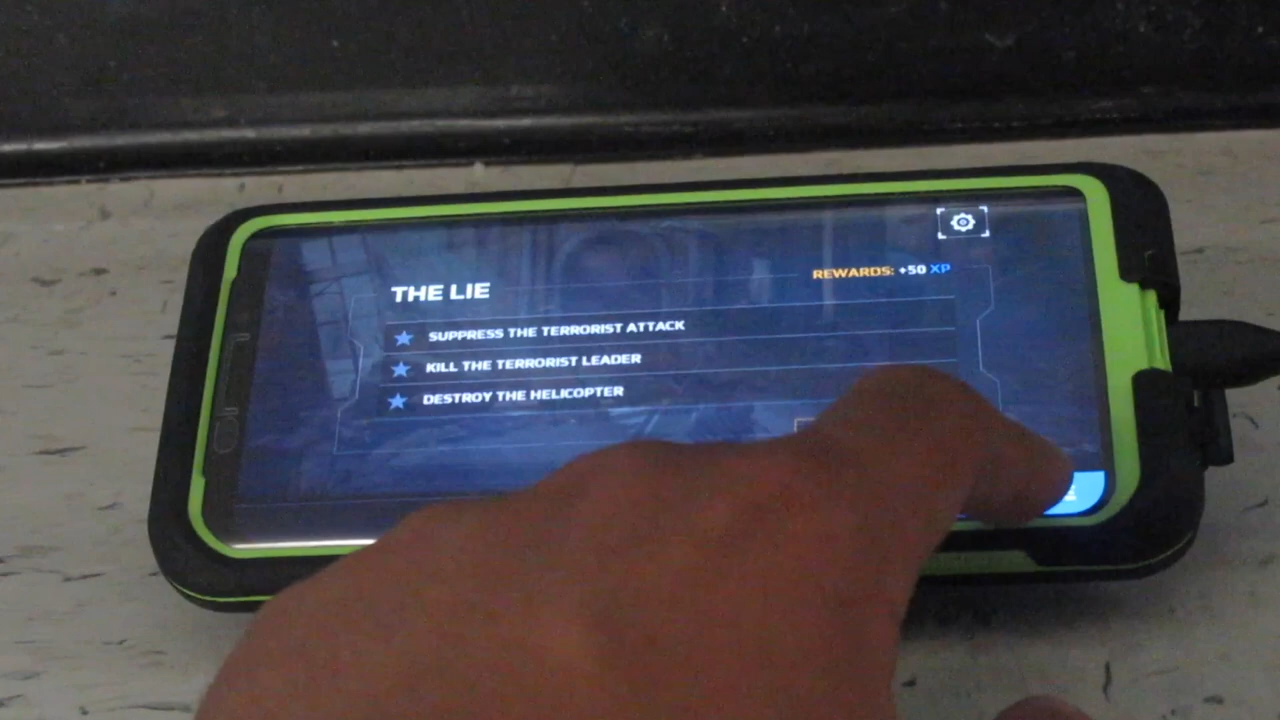 REWARDS: +50 XP
THE LIE
SUPPRESS THE TERRORIST ATTACK
KILL THE TERRORIST LEADER
DESTROY THE HELICOPTER